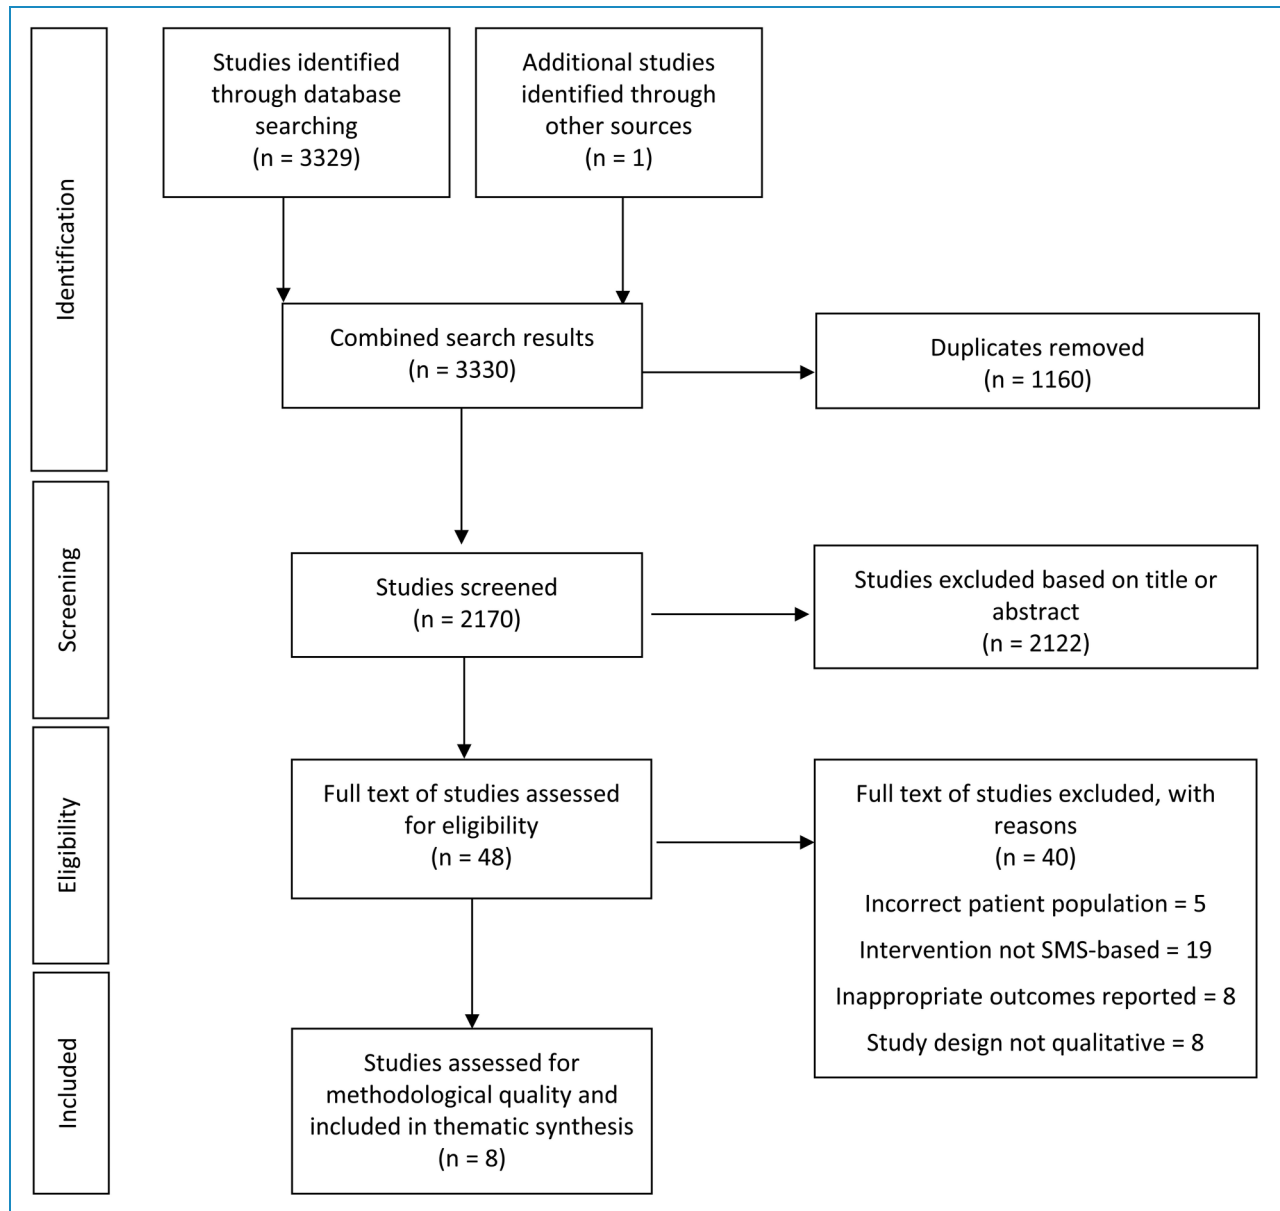 Identification
Studies identified
through database
searching
(n = 3329)
Additional studies
identified through
other sources
(n = 1)
Combined search results
(n = 3330)
Duplicates removed
(n = 1160)
Screening
Studies screened
(n = 2170)
Studies excluded based on title or
abstract
(n = 2122)
Eligibility
Full text of studies assessed
for eligibility
(n = 48)
Full text of studies excluded, with
reasons
(n = 40)
Incorrect patient population = 5
Intervention not SMS-based = 19
Inappropriate outcomes reported = 8
Study design not qualitative = 8
Included
Studies assessed for
methodological quality and
included in thematic synthesis
(n = 8)